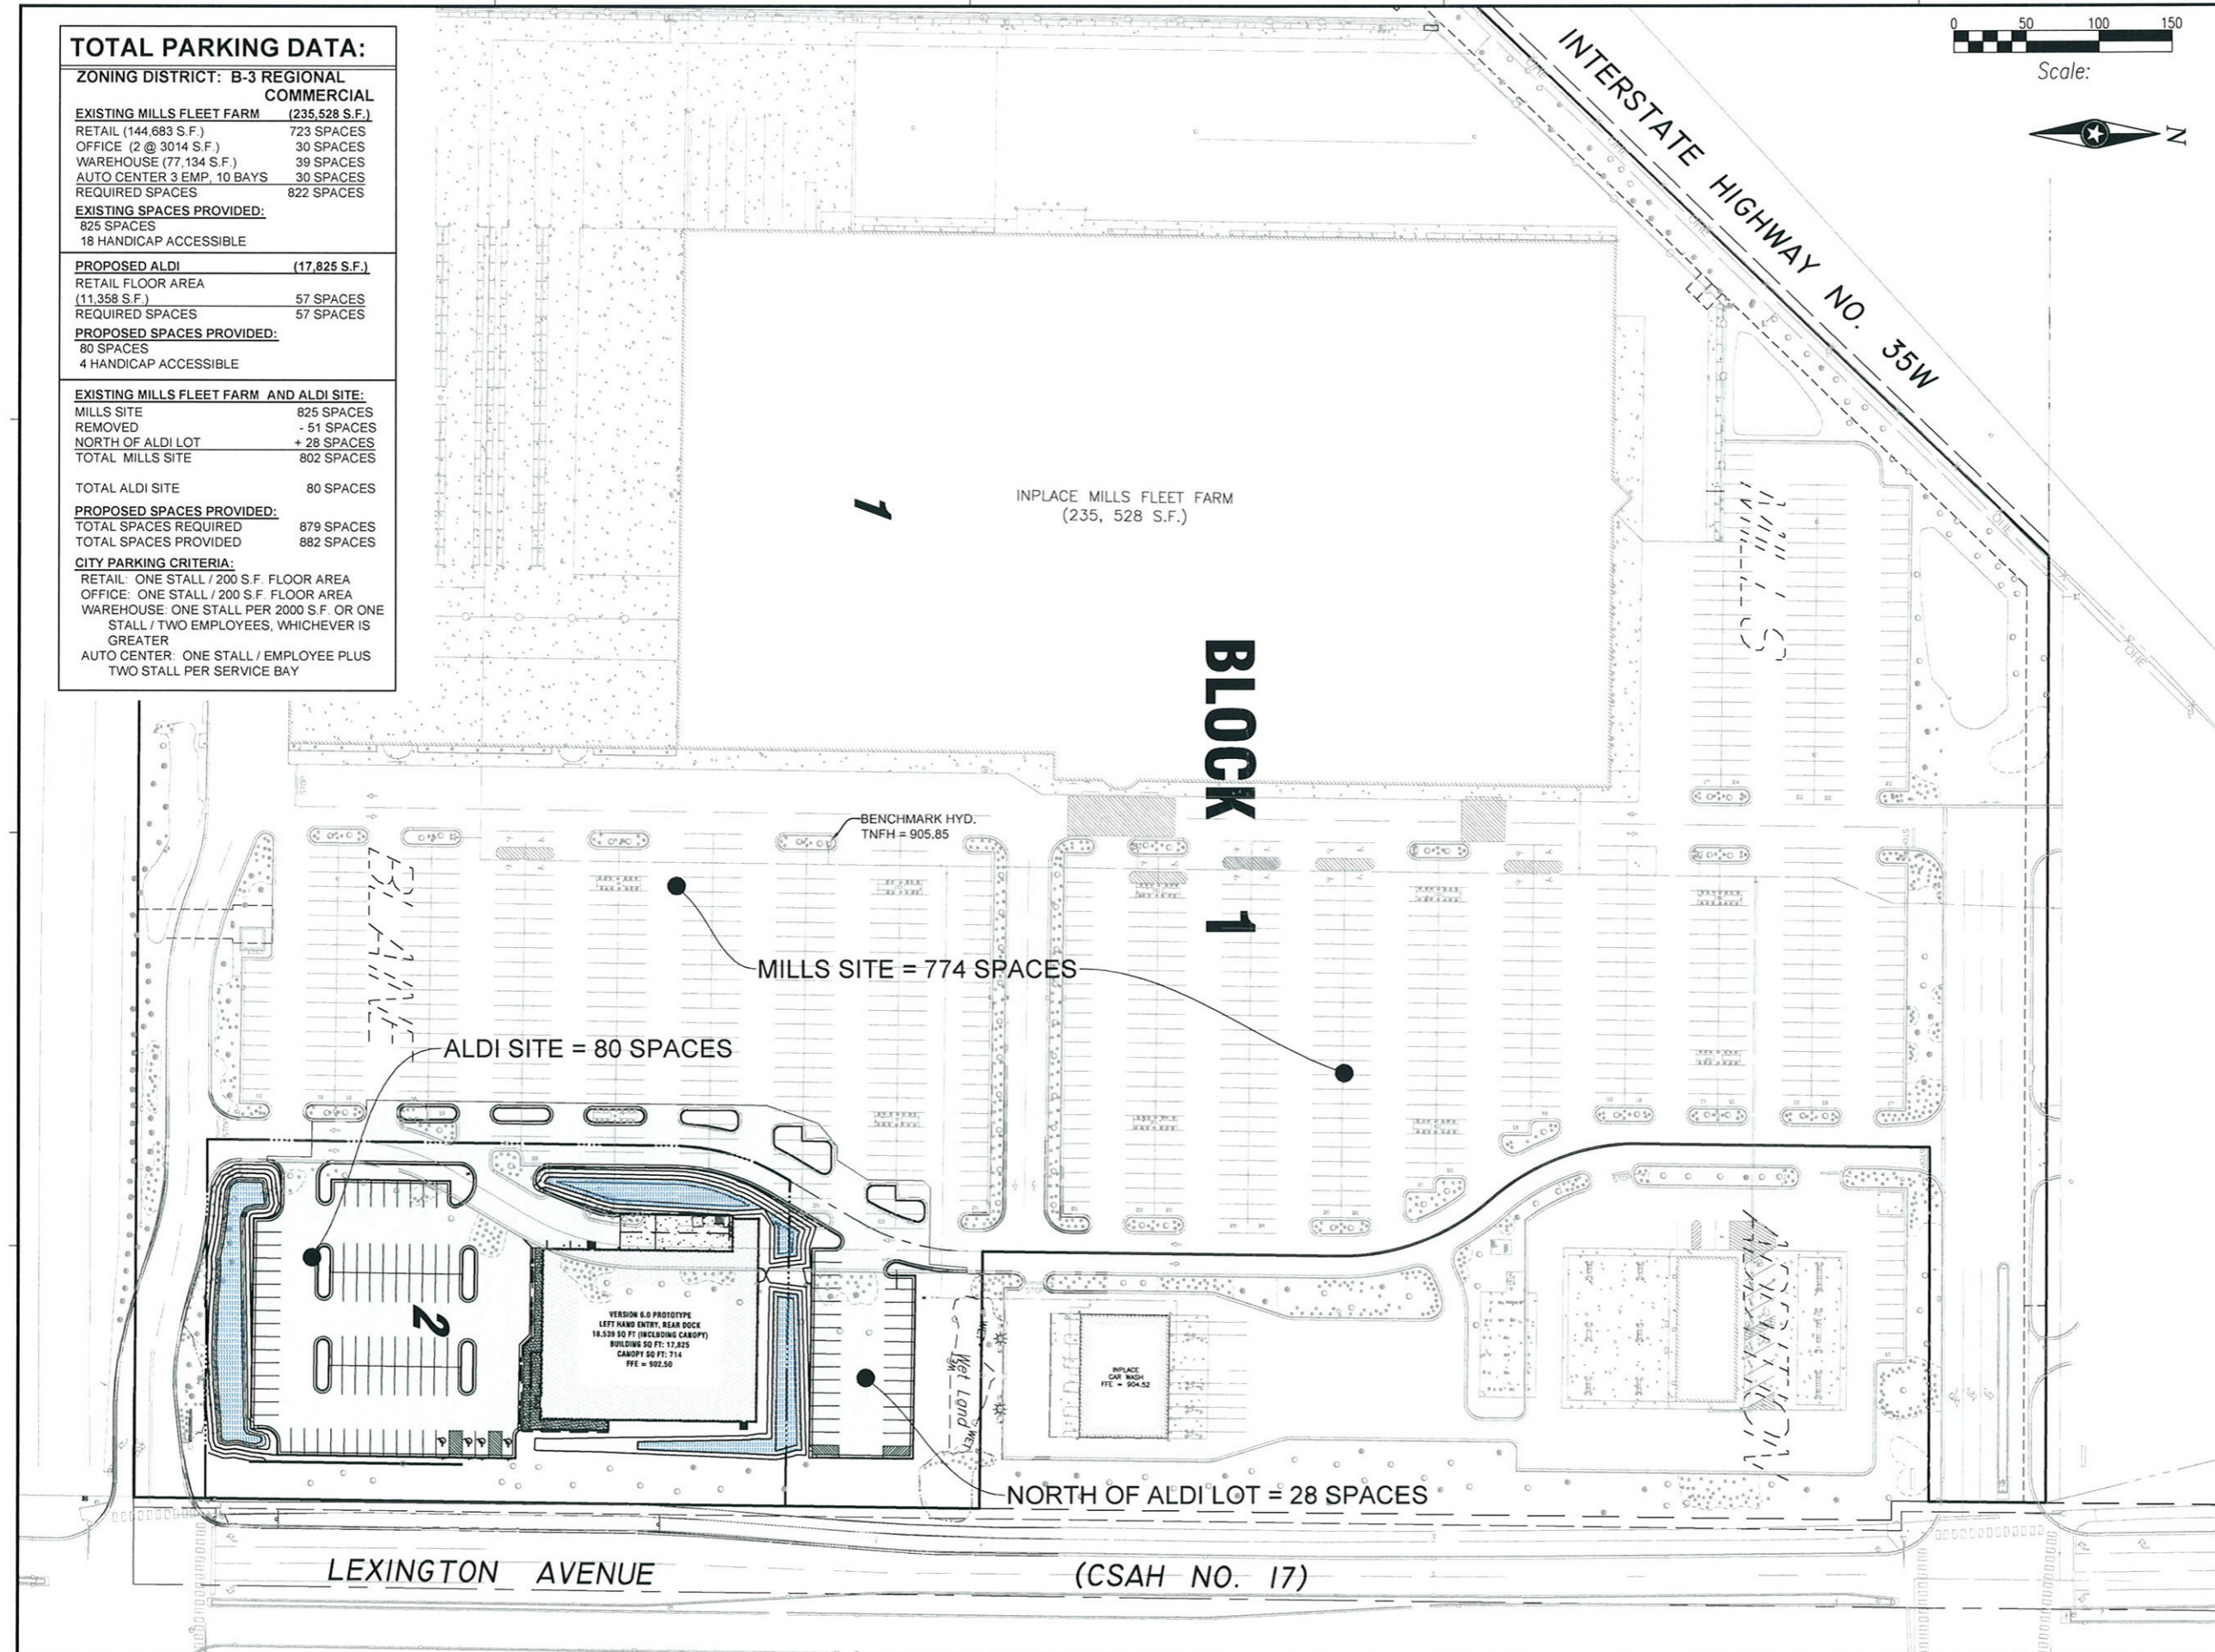 TOTAL PARKING DATA:
ZONING DISTRICT: B-3 REGIONAL
COMMERCIAL
EXISTING MILLS FLEET FARM (235,528 S.F.)
RETAIL (144,683 S.F.) 723 SPACES
OFFICE (2 @ 3014 S.F.) 30 SPACES
WAREHOUSE (77,134 S.F.) 39 SPACES
AUTO CENTER 3 EMP, 10 BAYS 30 SPACES
REQUIRED SPACES 822 SPACES
EXISTING SPACES PROVIDED:
825 SPACES
18 HANDICAP ACCESSIBLE
PROPOSED ALDI (17,825 S.F.)
RETAIL FLOOR AREA
(11,358 S.F.) 57 SPACES
REQUIRED SPACES 57 SPACES
PROPOSED SPACES PROVIDED:
80 SPACES
4 HANDICAP ACCESSIBLE
EXISTING MILLS FLEET FARM AND ALDI SITE:
MILLS SITE 825 SPACES
REMOVED - 51 SPACES
NORTH OF ALDI LOT + 28 SPACES
TOTAL MILLS SITE 802 SPACES
TOTAL ALDI SITE 80 SPACES
PROPOSED SPACES PROVIDED:
TOTAL SPACES REQUIRED 879 SPACES
TOTAL SPACES PROVIDED 882 SPACES
CITY PARKING CRITERIA:
RETAIL: ONE STALL / 200 S.F. FLOOR AREA
OFFICE: ONE STALL / 200 S.F. FLOOR AREA
WAREHOUSE: ONE STALL PER 2000 S.F. OR ONE
STALL / TWO EMPLOYEES, WHICHEVER IS
GREATER
AUTO CENTER: ONE STALL / EMPLOYEE PLUS
TWO STALL PER SERVICE BAY
0 50 100 150
Scale:
N
INTERSTATE HIGHWAY NO. 35W
OHE
OHE
1
INPLACE MILLS FLEET FARM
(235, 528 S.F.)
BLOCK 1
BENCHMARK HYD.
TNFH = 905.85
MILLS SITE = 774 SPACES
ALDI SITE = 80 SPACES
2
VERSION 6.0 PROTOTYPE
LEFT HAND ENTRY, REAR DOCK
18,539 SQ FT (INCLUDING CANOPY)
BUILDING SQ FT: 17,825
CANOPY SQ FT: 714
FFE = 902.50
Wet Land
WET
INPLACE
CAR WASH
FFE = 904.52
NORTH OF ALDI LOT = 28 SPACES
LEXINGTON AVENUE (CSAH NO. 17)